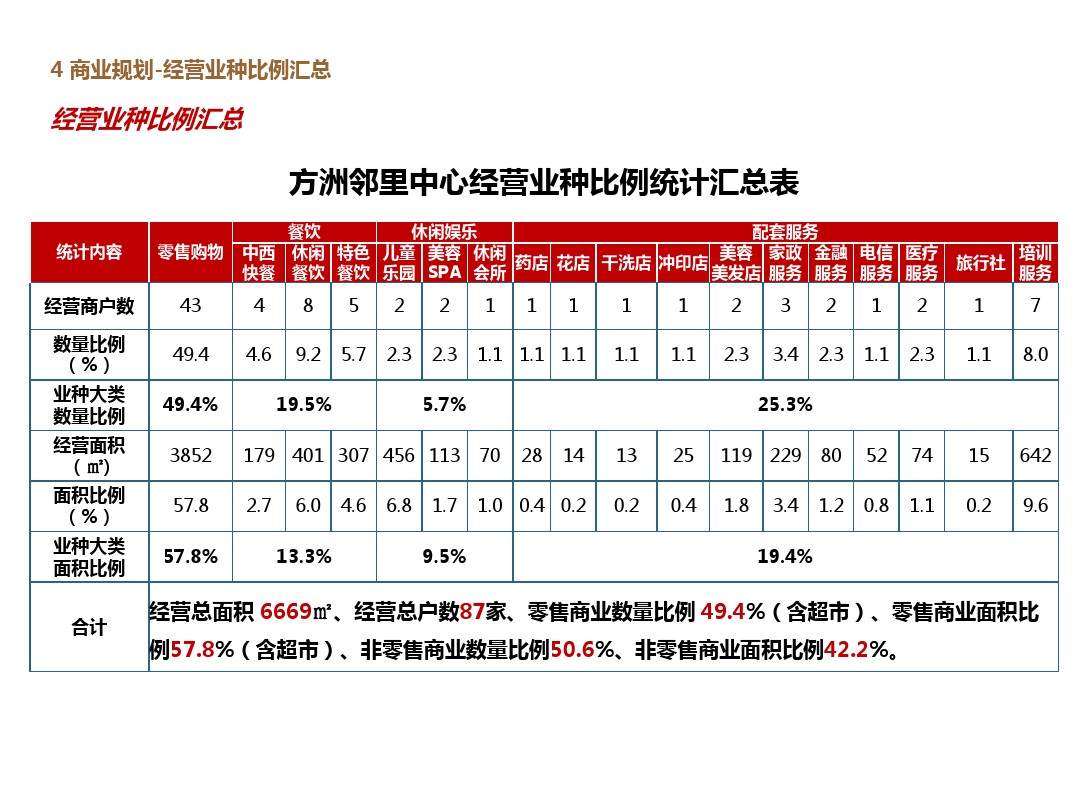 4 商业规划-经营业种比例汇总
经营业种比例汇总
方洲邻里中心经营业种比例统计汇总表
统计内容 零售购物 餐饮 休闲娱乐 配套服务
中西快餐 休闲餐饮 特色餐饮 儿童乐园 美容SPA 休闲会所 药店 花店 干洗店 冲印店 美容美发店 家政服务 金融服务 电信服务 医疗服务 旅行社 培训服务
经营商户数 43 4 8 5 2 2 1 1 1 1 1 2 3 2 1 2 1 7
数量比例（%） 49.4 4.6 9.2 5.7 2.3 2.3 1.1 1.1 1.1 1.1 1.1 2.3 3.4 2.3 1.1 2.3 1.1 8.0
业种大类数量比例 49.4% 19.5% 5.7% 25.3%
经营面积（㎡） 3852 179 401 307 456 113 70 28 14 13 25 119 229 80 52 74 15 642
面积比例（%） 57.8 2.7 6.0 4.6 6.8 1.7 1.0 0.4 0.2 0.2 0.4 1.8 3.4 1.2 0.8 1.1 0.2 9.6
业种大类面积比例 57.8% 13.3% 9.5% 19.4%
合计 经营总面积 6669㎡、经营总户数87家、零售商业数量比例 49.4%（含超市）、零售商业面积比
例57.8%（含超市）、非零售商业数量比例50.6%、非零售商业面积比例42.2%。